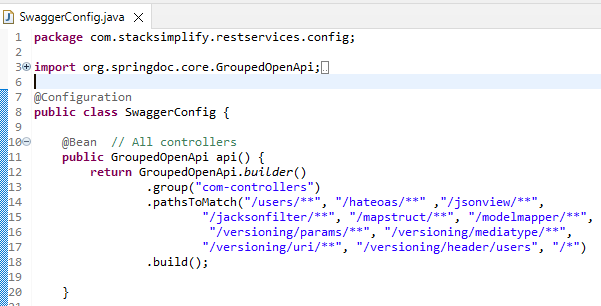 SwaggerConfig.java
1 package com.stacksimplify.restservices.config;
2
3 import org.springdoc.core.GroupedOpenApi;
6
7 @Configuration
8 public class SwaggerConfig {
9
10 @Bean // All controllers
11 public GroupedOpenApi api() {
12 return GroupedOpenApi.builder()
13 .group("com-controllers")
14 .pathsToMatch("/users/**", "/hateoas/**" ,"/jsonview/**",
15 "/jacksonfilter/**", "/mapstruct/**", "/modelmapper/**",
16 "/versioning/params/**", "/versioning/mediatype/**",
17 "/versioning/uri/**", "/versioning/header/users", "/*")
18 .build();
19
20 }